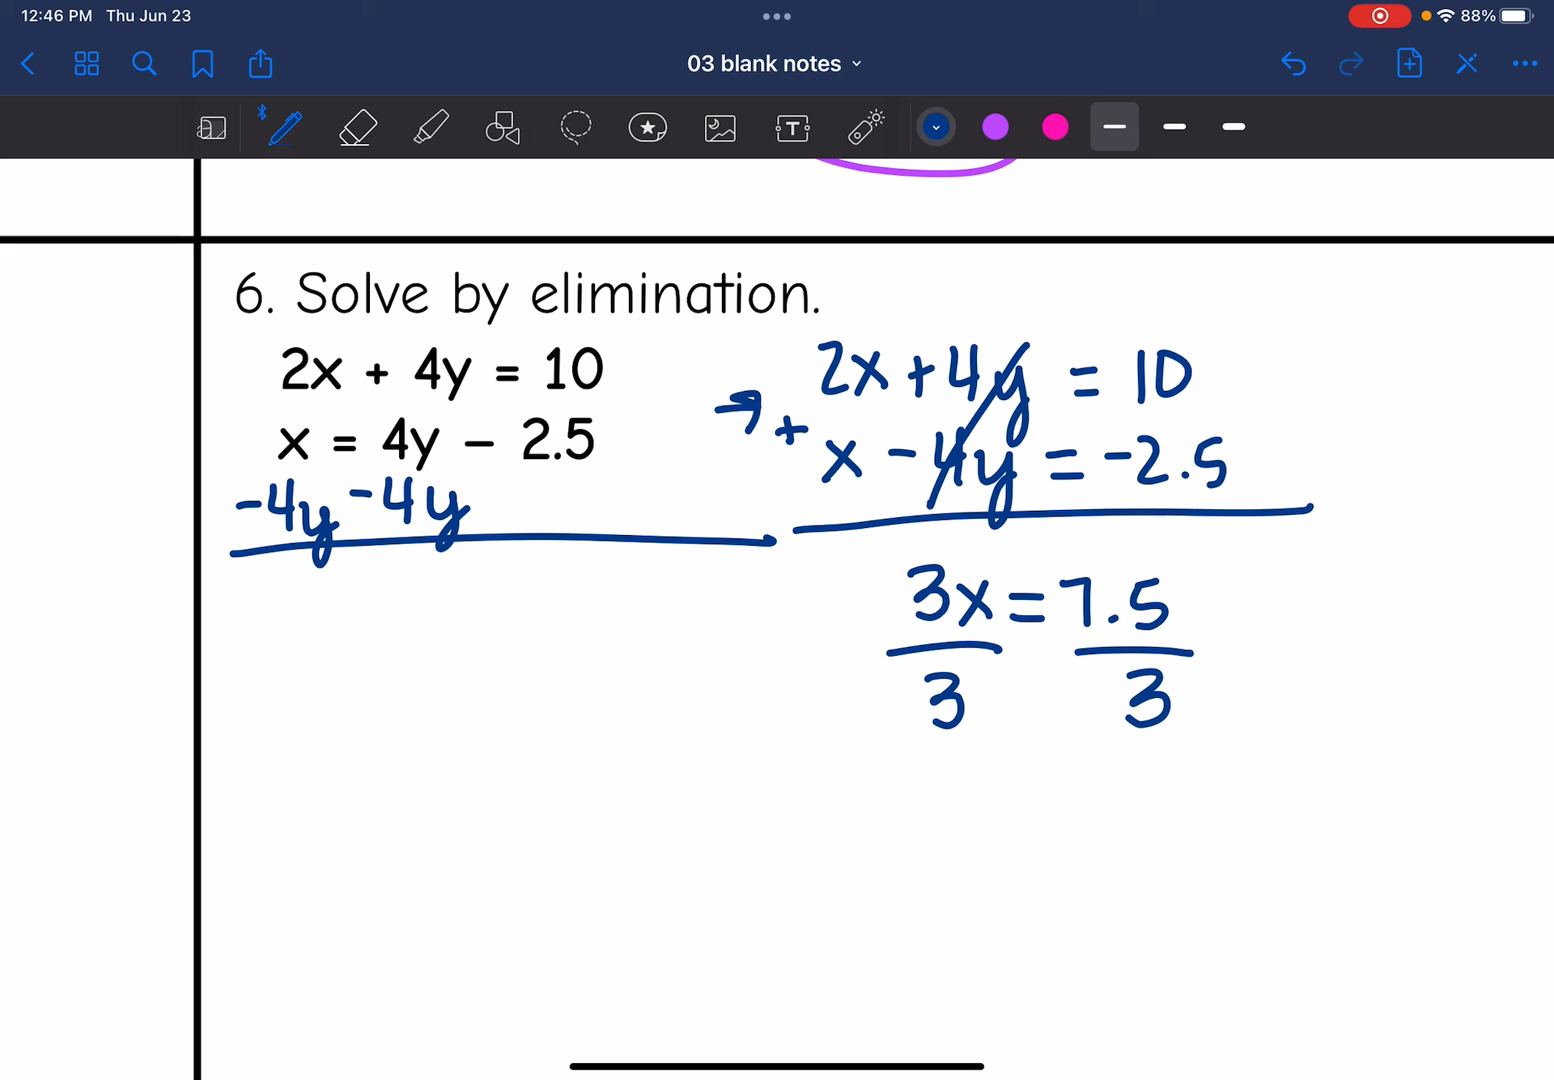 12:46 PM Thu Jun 23
88%
03 blank notes
T
6. Solve by elimination.
2x + 4y = 10
x = 4y - 2.5
-4y -4y
2x + 4y = 10
+ x - 4y = -2.5
3x = 7.5
3 3